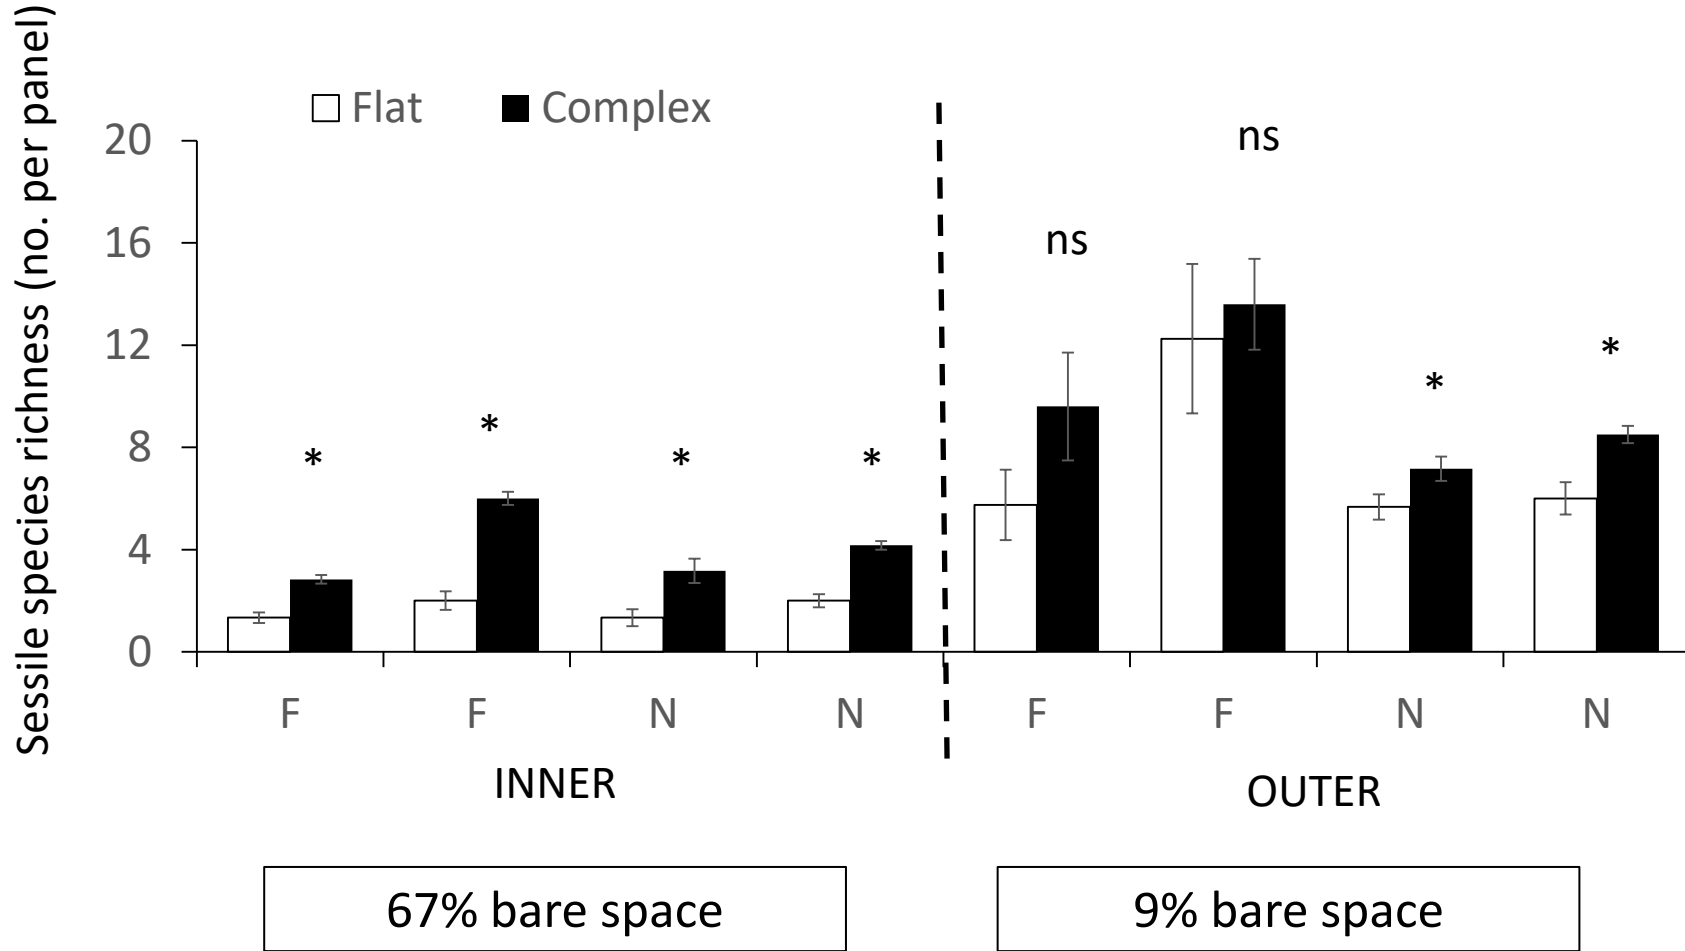 Sessile species richness (no. per panel)
Flat
Complex
20
16
12
8
4
0
*
*
*
*
ns
ns
*
*
F
F
N
N
F
F
N
N
INNER
OUTER
67% bare space
9% bare space